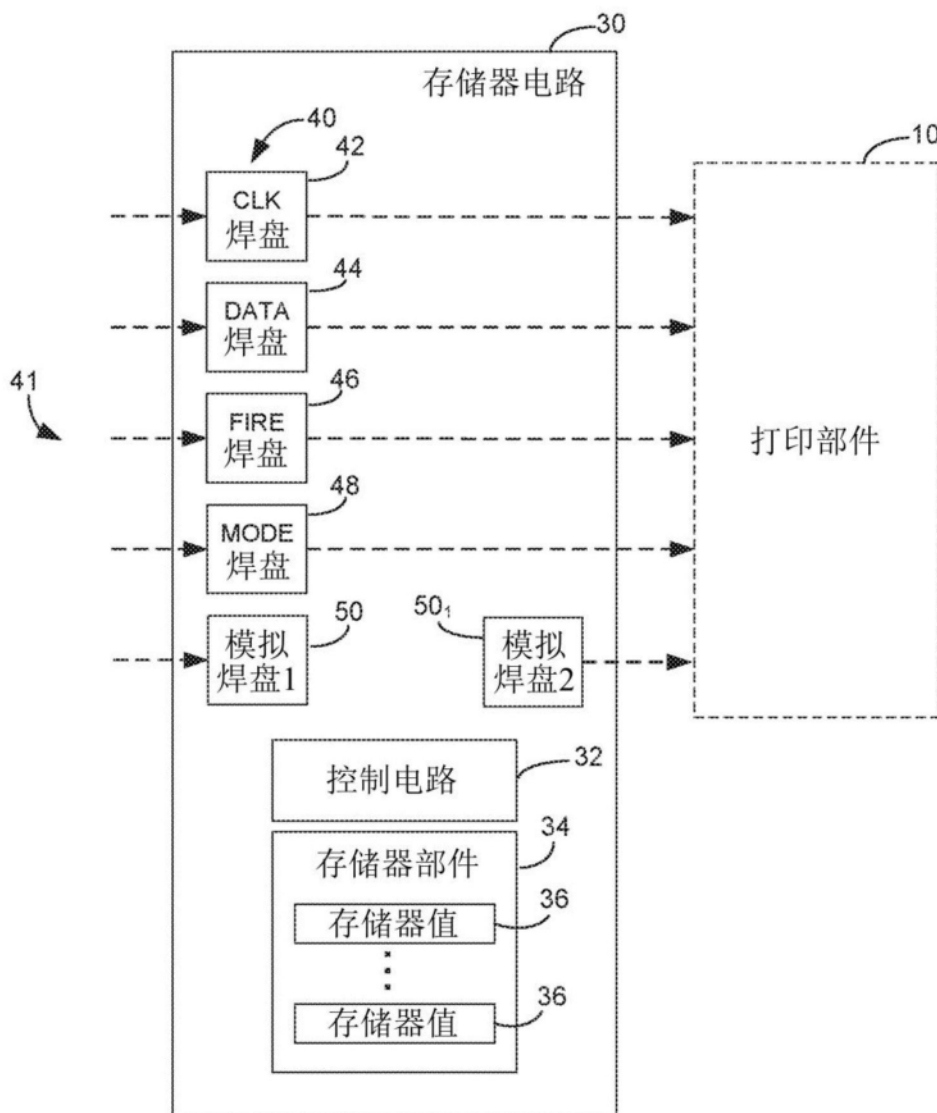 30
存储器电路
40
42
10
CLK
焊盘
44
DATA
焊盘
41
46
FIRE
焊盘
打印部件
48
MODE
焊盘
50
50₁
模拟
焊盘1
模拟
焊盘2
控制电路
32
34
存储器部件
存储器值
36
存储器值
36